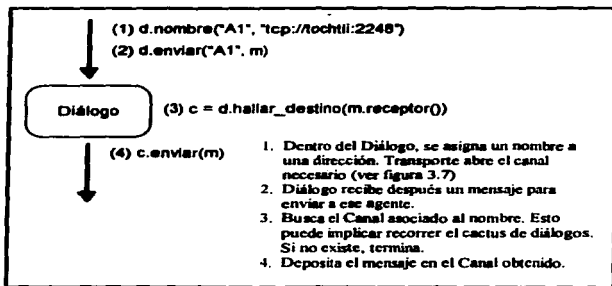 (1) d.nombre("A1", "tcp://tochtli:2248")
(2) d.enviar("A1", m)
Diálogo
(3) c = d.hallar_destino(m.receptor())
(4) c.enviar(m)
1. Dentro del Diálogo, se asigna un nombre a
una dirección. Transporte abre el canal
necesario (ver figura 3.7)
2. Diálogo recibe después un mensaje para
enviar a ese agente.
3. Busca el Canal asociado al nombre. Esto
puede implicar recorrer el cactus de diálogos.
Si no existe, termina.
4. Deposita el mensaje en el Canal obtenido.